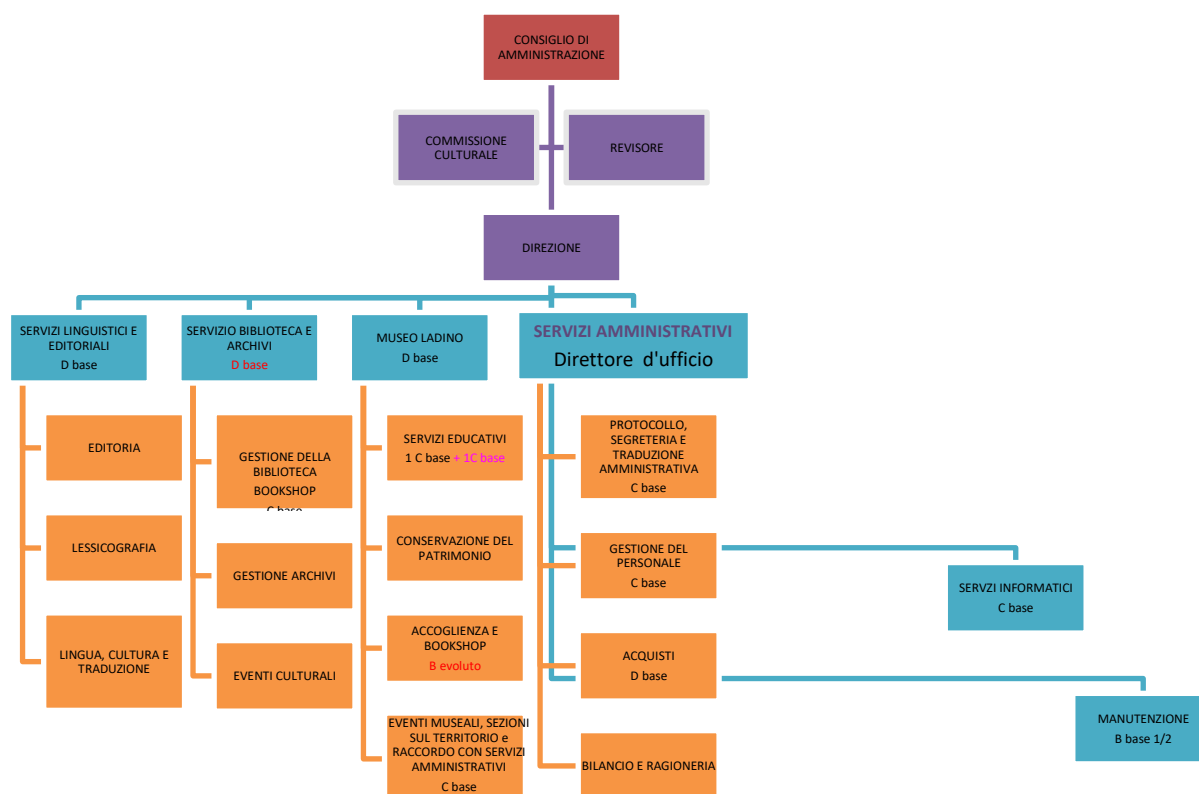 CONSIGLIO DI
AMMINISTRAZIONE
COMMISSIONE
CULTURALE
REVISORE
DIREZIONE
SERVIZI LINGUISTICI E
EDITORIALI
D base
SERVIZIO BIBLIOTECA E
ARCHIVI
D base
MUSEO LADINO
D base
SERVIZI AMMINISTRATIVI
Direttore d'ufficio
EDITORIA
LESSICOGRAFIA
LINGUA, CULTURA E
TRADUZIONE
GESTIONE DELLA
BIBLIOTECA
BOOKSHOP
C base
GESTIONE ARCHIVI
EVENTI CULTURALI
SERVIZI EDUCATIVI
1 C base + 1C base
CONSERVAZIONE DEL
PATRIMONIO
ACCOGLIENZA E
BOOKSHOP
B evoluto
EVENTI MUSEALI, SEZIONI
SUL TERRITORIO e
RACCORDO CON SERVIZI
AMMINISTRATIVI
C base
PROTOCOLLO,
SEGRETERIA E
TRADUZIONE
AMMINISTRATIVA
C base
GESTIONE DEL
PERSONALE
C base
ACQUISTI
D base
BILANCIO E RAGIONERIA
SERVZI INFORMATICI
C base
MANUTENZIONE
B base 1/2